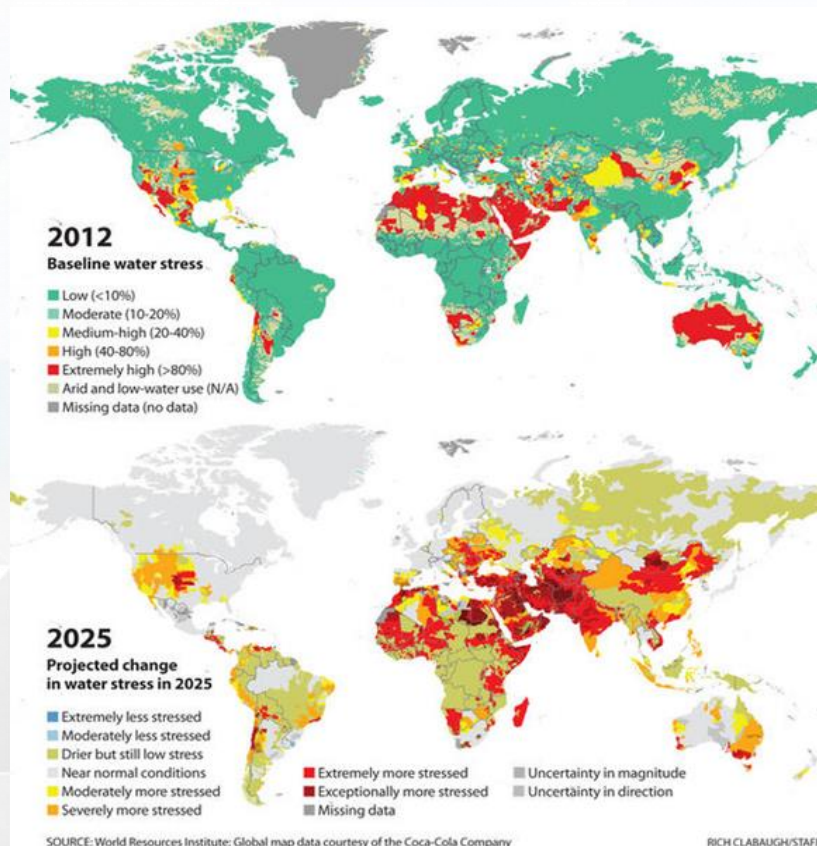 2012
Baseline water stress
Low (<10%)
Moderate (10-20%)
Medium-high (20-40%)
High (40-80%)
Extremely high (>80%)
Arid and low-water use (N/A)
Missing data (no data)
2025
Projected change
in water stress in 2025
Extremely less stressed
Moderately less stressed
Drier but still low stress
Near normal conditions
Moderately more stressed
Severely more stressed
Extremely more stressed
Exceptionally more stressed
Missing data
Uncertainty in magnitude
Uncertainty in direction
SOURCE: World Resources Institute: Global map data courtesy of the Coca-Cola Company
RICH CLABAUGH/STAFF